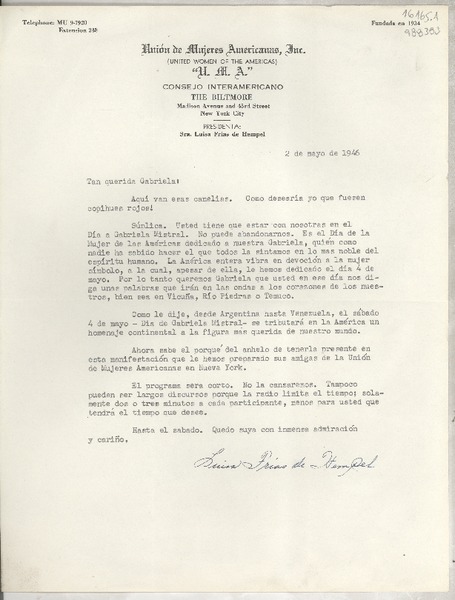 Telephone: MU 9-7920
Extension 248
Fundada en 1934
Unión de Mujeres Americanas, Inc.
(UNITED WOMEN OF THE AMERICAS)
"U. M. A."
CONSEJO INTERAMERICANO
THE BILTMORE
Madison Avenue and 43rd Street
New York City
PRESIDENTA:
Sra. Luisa Frias de Hempel
2 de mayo de 1946
Tan querida Gabriela:
Aquí van esas camelias. Como desearía yo que fuesen
copihues rojos!
Súplica. Usted tiene que estar con nosotras en el
Día a Gabriela Mistral. No puede abandonarnos. Es el Día de la
Mujer de las Américas dedicado a nuestra Gabriela, quién como
nadie ha sabido hacer el que todos la sintamos en lo mas noble del
espíritu humano. La América entera vibra en devoción a la mujer
símbolo, a la cual, apesar de ella, le hemos dedicado el día 4 de
mayo. Por lo tanto queremos Gabriela que usted en ese día nos di-
ga unas palabras que irán en las ondas a los corazones de los nues-
tros, bien sea en Vicuña, Río Piedras o Temuco.
Como le dije, desde Argentina hasta Venezuela, el sábado
4 de mayo - Día de Gabriela Mistral- se tributará en la América un
homenaje continental a la figura mas querida de nuestro mundo.
Ahora sabe el porqué del anhelo de tenerla presente en
esta manifestación que le hemos preparado sus amigas de la Unión
de Mujeres Americanas en Nueva York.
El programa sera corto. No la cansaremos. Tampoco
pueden ser largos discursos porque la radio limita el tiempo; sola-
mente dos o tres minutos a cada participante, menos para usted que
tendrá el tiempo que desea.
Hasta el sabado. Quedo suya con inmensa admiración
y cariño.
Luisa Frias de Hempel